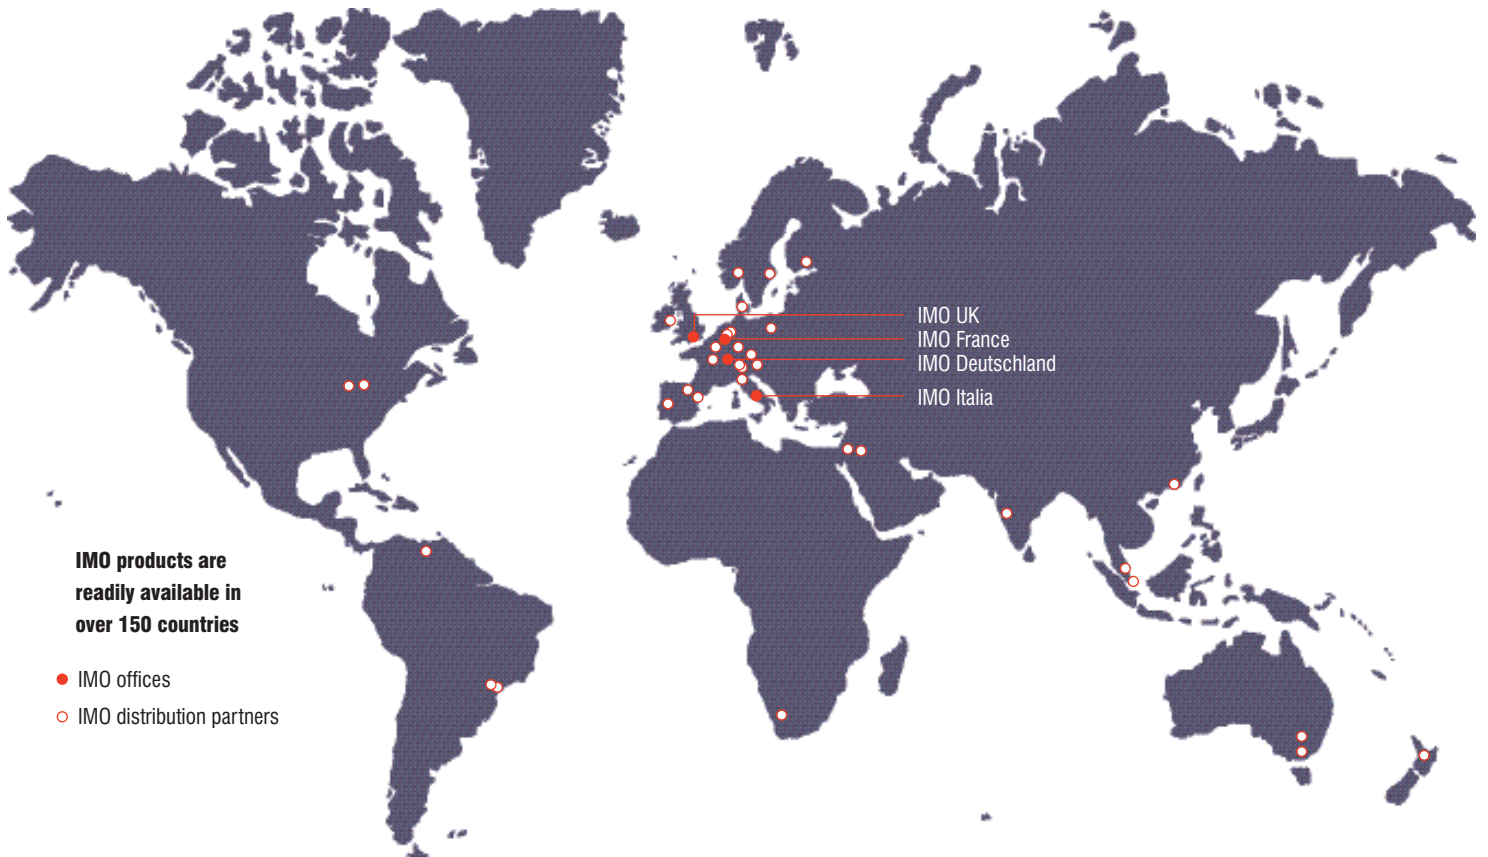 IMO UK
IMO France
IMO Deutschland
IMO Italia
IMO products are
readily available in
over 150 countries
IMO offices
IMO distribution partners